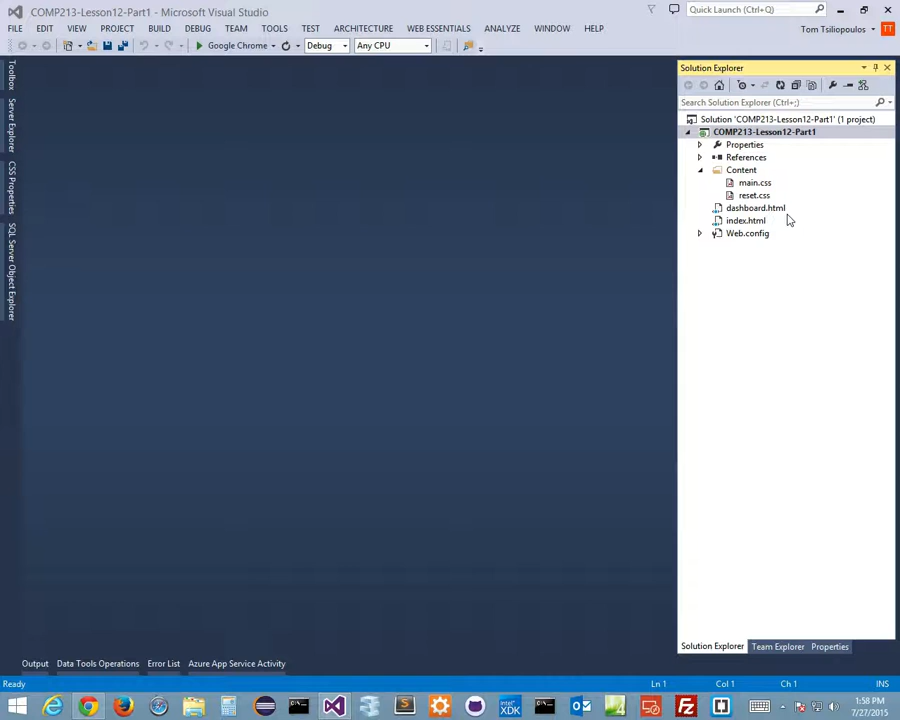 COMP213-Lesson12-Part1 - Microsoft Visual Studio
Quick Launch (Ctrl+Q)
FILE EDIT VIEW PROJECT BUILD DEBUG TEAM TOOLS TEST ARCHITECTURE WEB ESSENTIALS ANALYZE WINDOW HELP
Tom Tsiliopoulos
TT
Google Chrome
Debug
Any CPU
Toolbox
Server Explorer
CSS Properties
SQL Server Object Explorer
Solution Explorer
Search Solution Explorer (Ctrl+;)
Solution 'COMP213-Lesson12-Part1' (1 project)
COMP213-Lesson12-Part1
Properties
References
Content
main.css
reset.css
dashboard.html
index.html
Web.config
Solution Explorer Team Explorer Properties
Output Data Tools Operations Error List Azure App Service Activity
Ready Ln 1 Col 1 Ch 1 INS
1:58 PM
7/27/2015